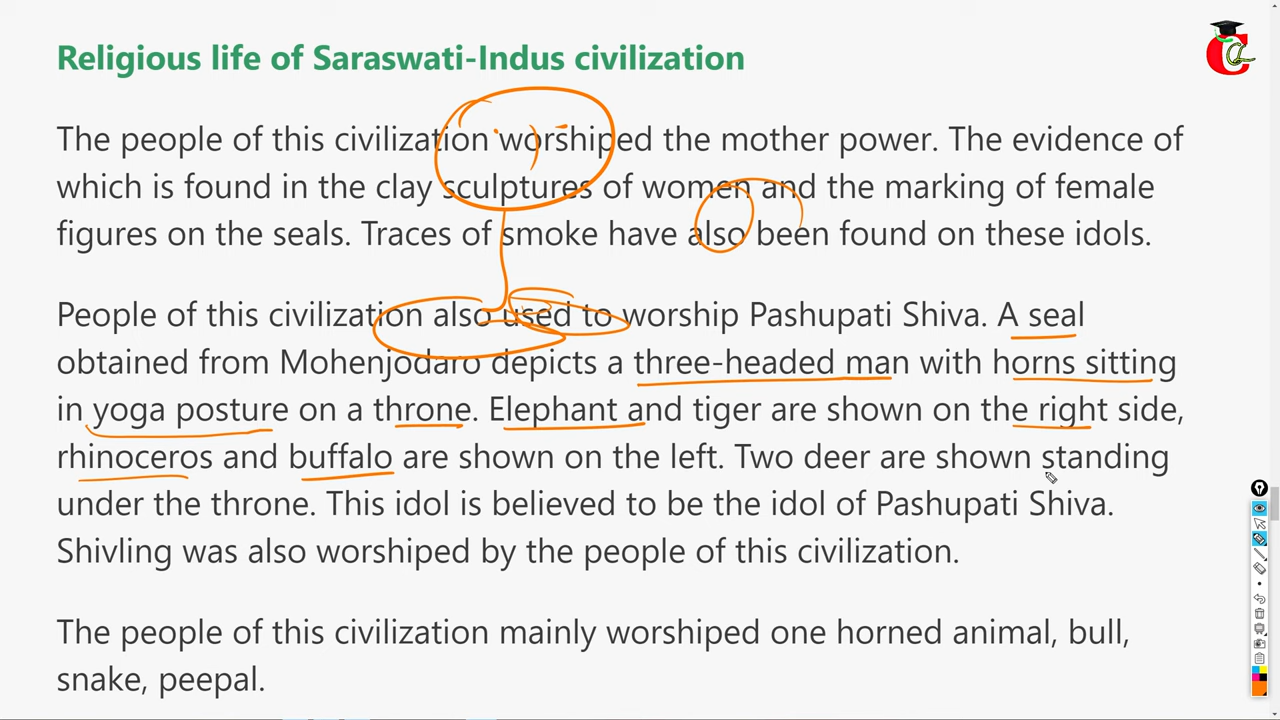 Religious life of Saraswati-Indus civilization
The people of this civilization worshiped the mother power. The evidence of
which is found in the clay sculptures of women and the marking of female
figures on the seals. Traces of smoke have also been found on these idols.
People of this civilization also used to worship Pashupati Shiva. A seal
obtained from Mohenjodaro depicts a three-headed man with horns sitting
in yoga posture on a throne. Elephant and tiger are shown on the right side,
rhinoceros and buffalo are shown on the left. Two deer are shown standing
under the throne. This idol is believed to be the idol of Pashupati Shiva.
Shivling was also worshiped by the people of this civilization.
The people of this civilization mainly worshiped one horned animal, bull,
snake, peepal.